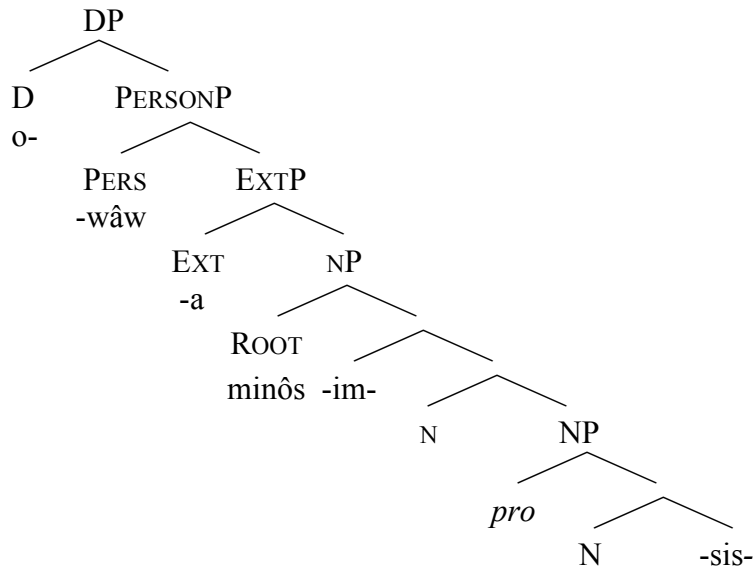 DP
D PERSONP
o-
PERS EXTP
-wâw
EXT NP
-a
ROOT
minôs -im-
N NP
pro
N -sis-